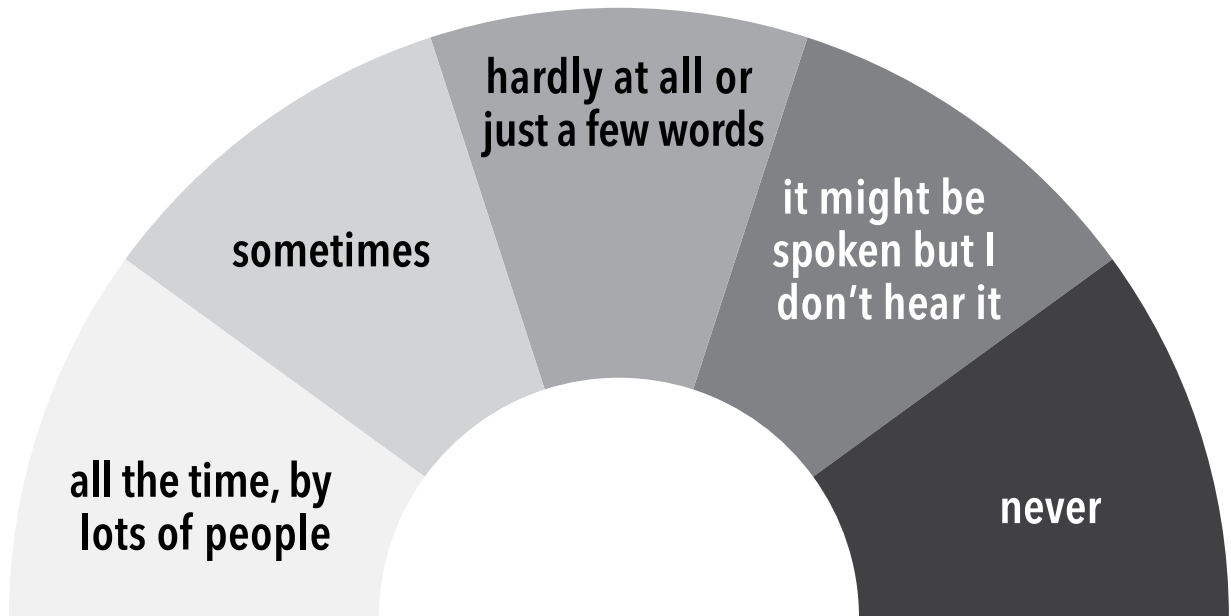 all the time, by
lots of people
sometimes
hardly at all or
just a few words
it might be
spoken but I
don’t hear it
never